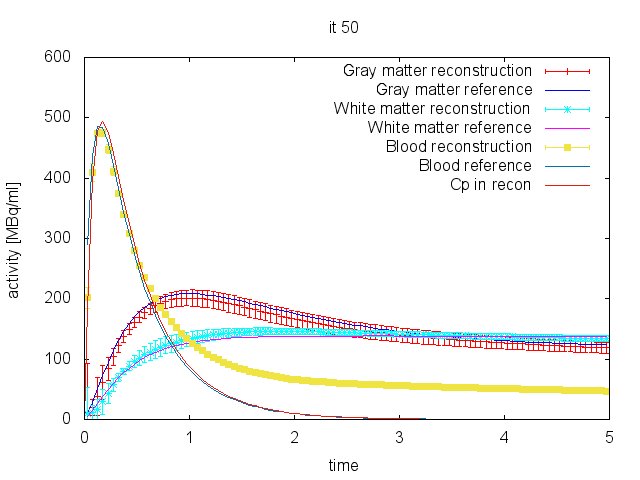 it 50
600
500
400
300
200
100
0
activity [MBq/ml]
Gray matter reconstruction
Gray matter reference
White matter reconstruction
White matter reference
Blood reconstruction
Blood reference
Cp in recon
0 1 2 3 4 5
time